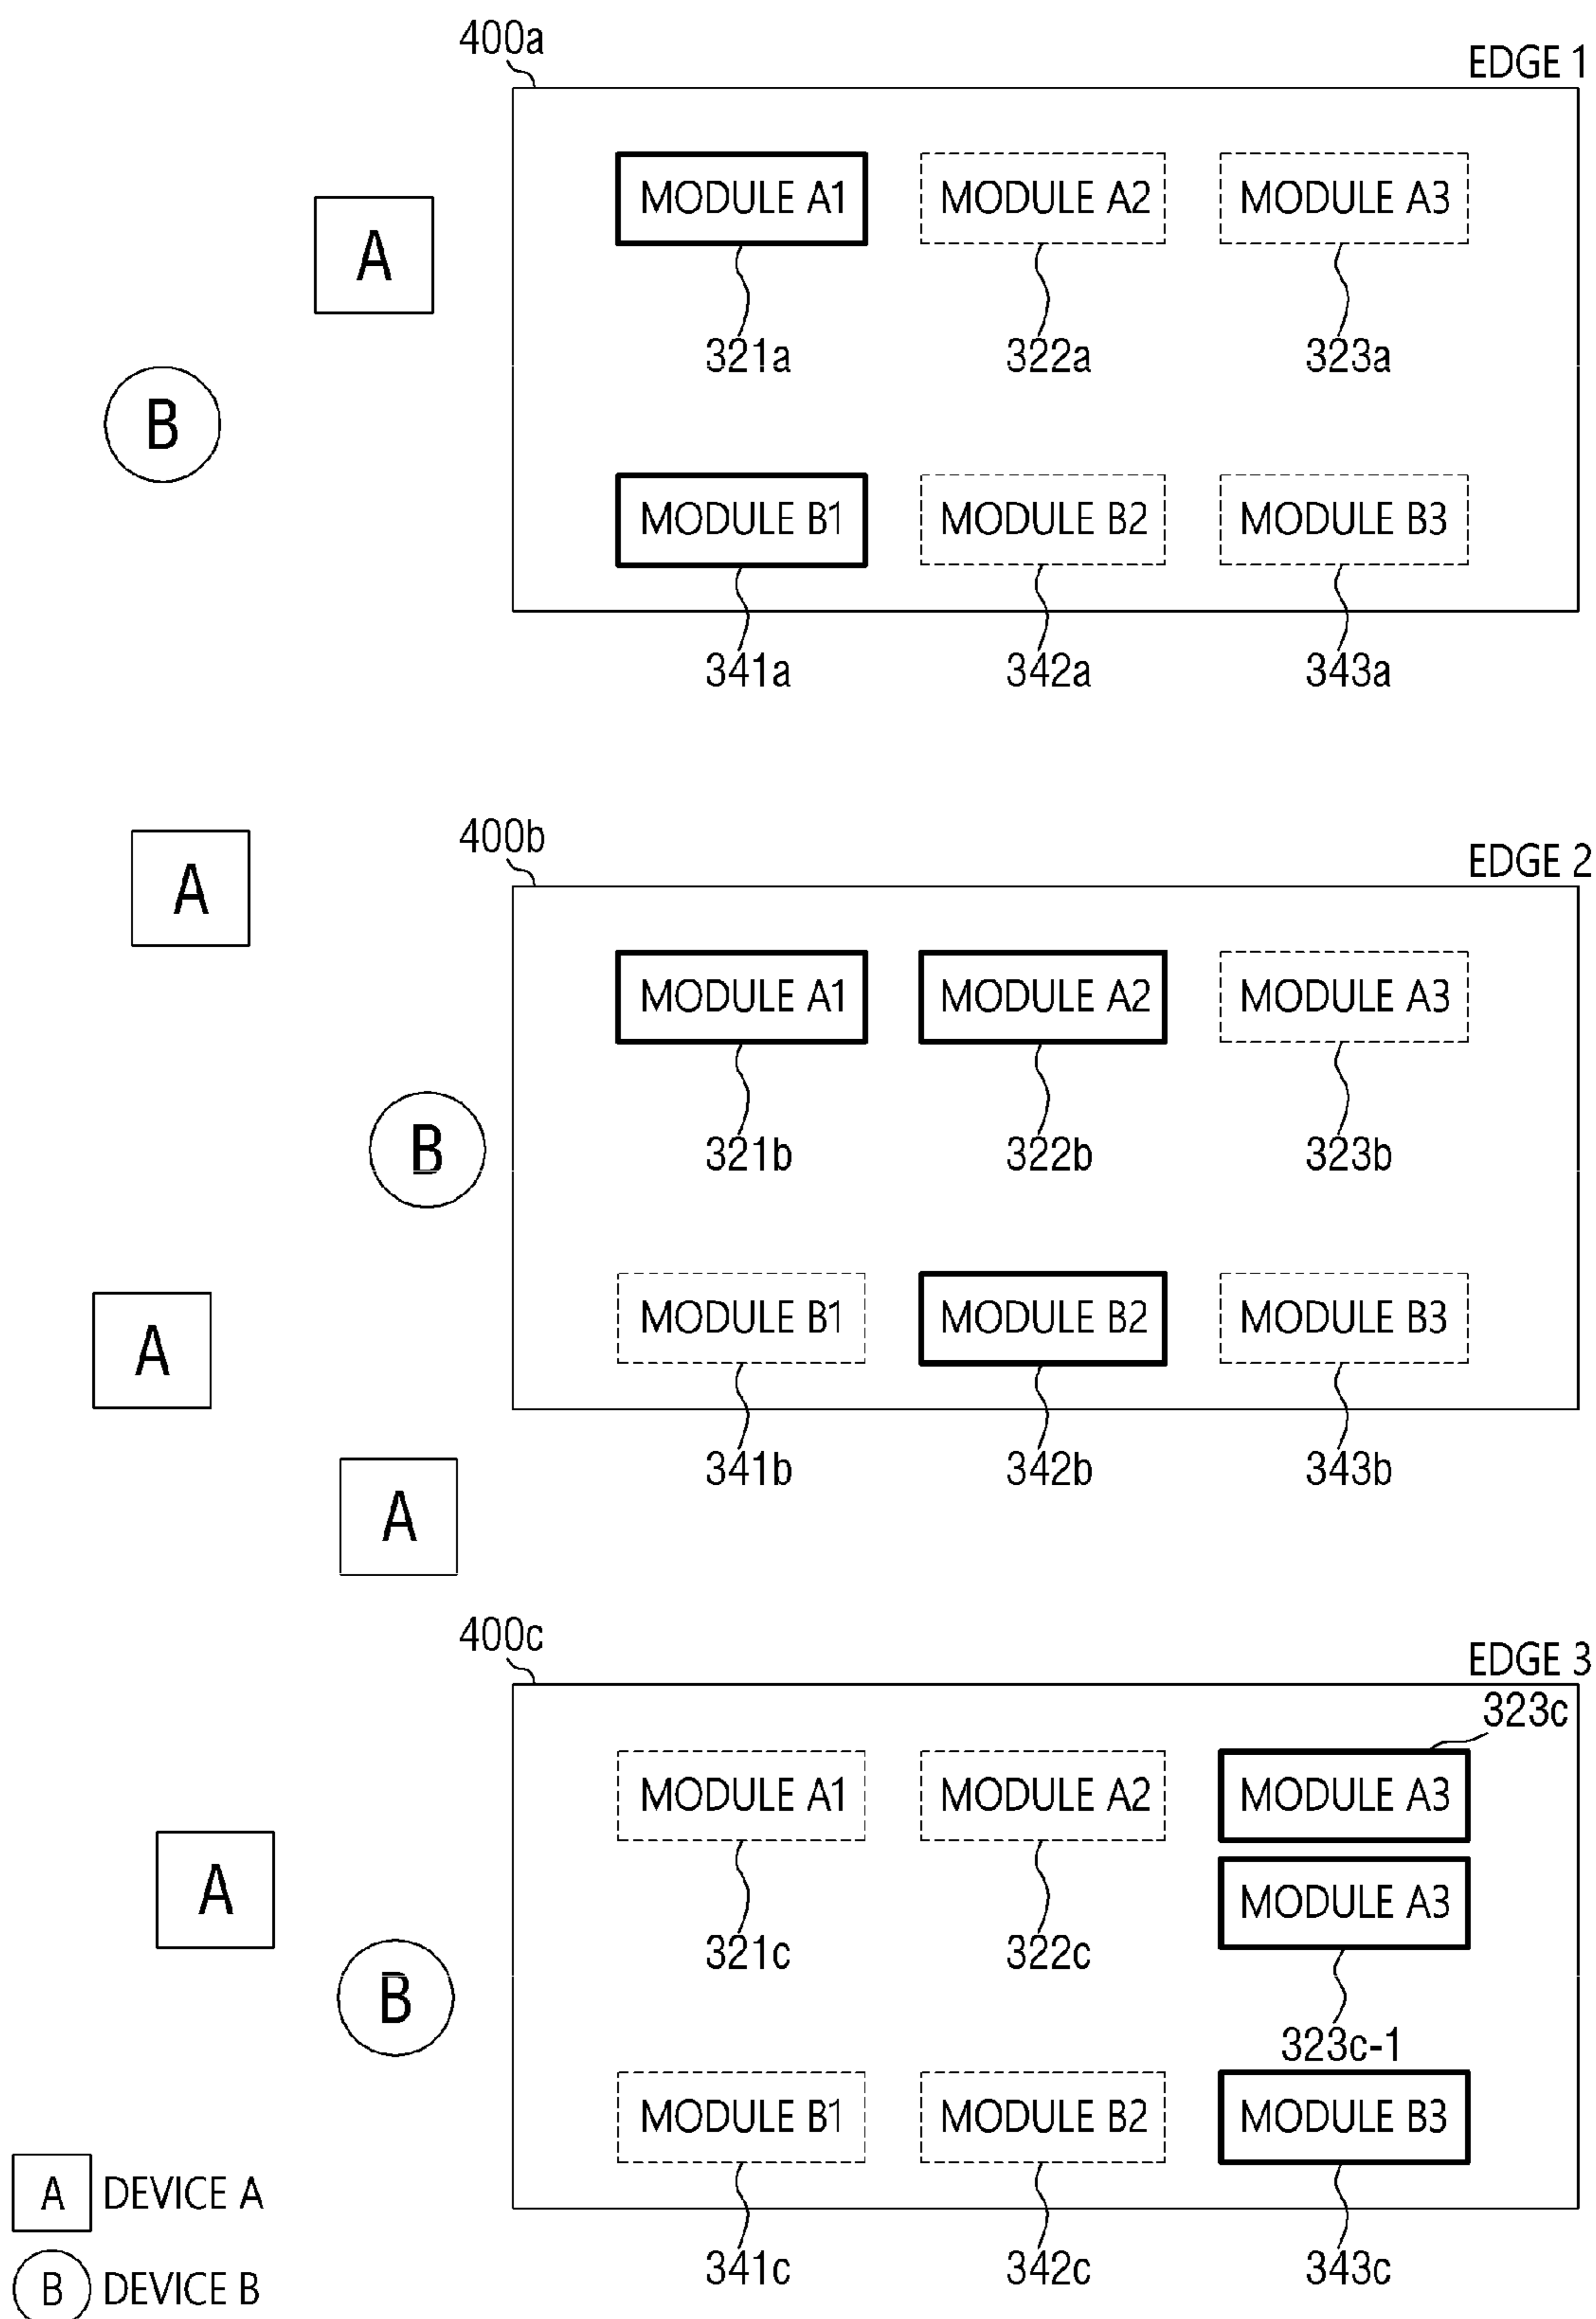 400a
EDGE 1
MODULE A1 MODULE A2 MODULE A3
A
321a 322a 323a
B
MODULE B1 MODULE B2 MODULE B3
341a 342a 343a
400b
EDGE 2
A
MODULE A1 MODULE A2 MODULE A3
B
321b 322b 323b
MODULE B1 MODULE B2 MODULE B3
A
341b 342b 343b
A
400c
EDGE 3
323c
MODULE A1 MODULE A2 MODULE A3
A
MODULE A3
321c 322c
B
323c-1
MODULE B1 MODULE B2 MODULE B3
A DEVICE A
341c 342c 343c
B DEVICE B